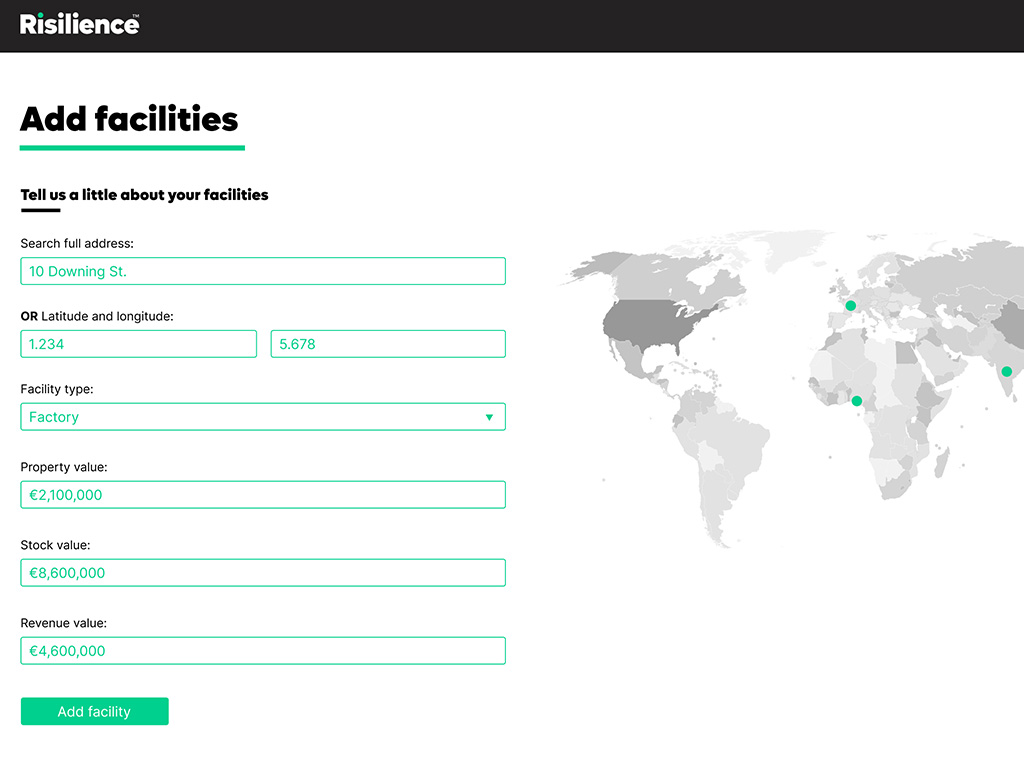 Risilience™
Add facilities
Tell us a little about your facilities
Search full address:
10 Downing St.
OR Latitude and longitude:
1.234 5.678
Facility type:
Factory
Property value:
€2,100,000
Stock value:
€8,600,000
Revenue value:
€4,600,000
Add facility